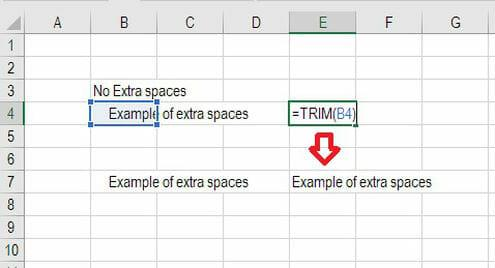 A B C D E F G
1
2
3 No Extra spaces
4 Example of extra spaces =TRIM(B4)
5
6
7 Example of extra spaces Example of extra spaces
8
9
10